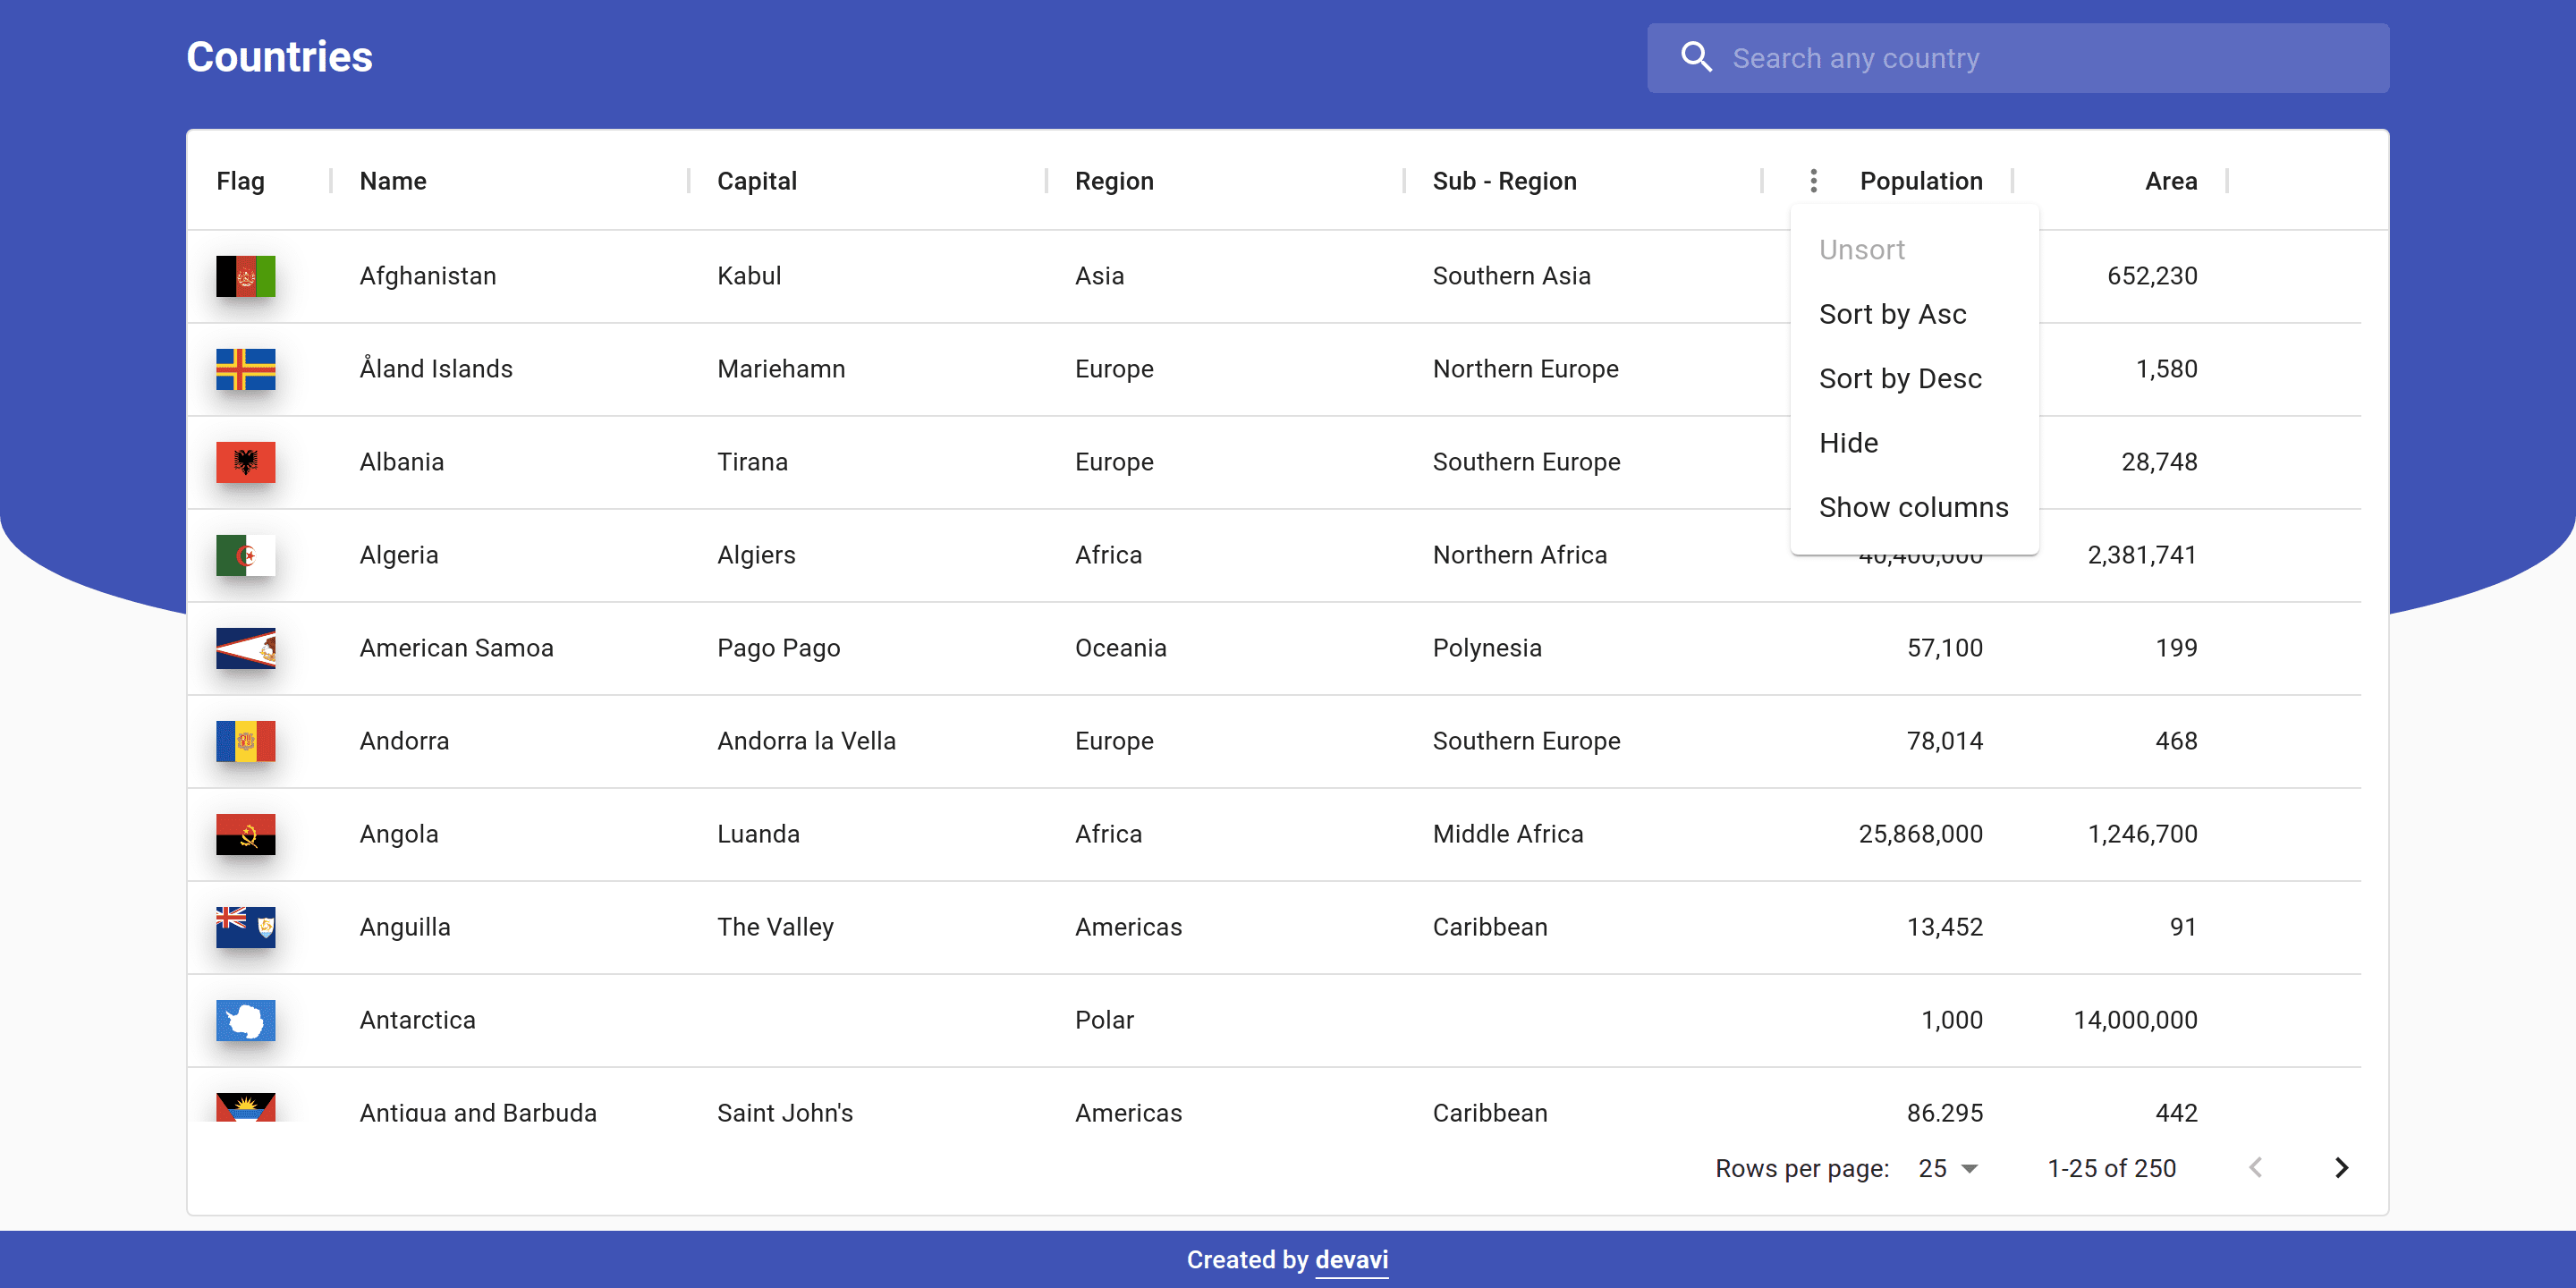 Countries
Search any country
Flag Name Capital Region Sub - Region Population Area
Unsort
Sort by Asc
Sort by Desc
Hide
Show columns
Afghanistan Kabul Asia Southern Asia 652,230
Åland Islands Mariehamn Europe Northern Europe 1,580
Albania Tirana Europe Southern Europe 28,748
Algeria Algiers Africa Northern Africa 40,400,000 2,381,741
American Samoa Pago Pago Oceania Polynesia 57,100 199
Andorra Andorra la Vella Europe Southern Europe 78,014 468
Angola Luanda Africa Middle Africa 25,868,000 1,246,700
Anguilla The Valley Americas Caribbean 13,452 91
Antarctica Polar 1,000 14,000,000
Antigua and Barbuda Saint John's Americas Caribbean 86,295 442
Rows per page: 25 1-25 of 250
Created by devavi